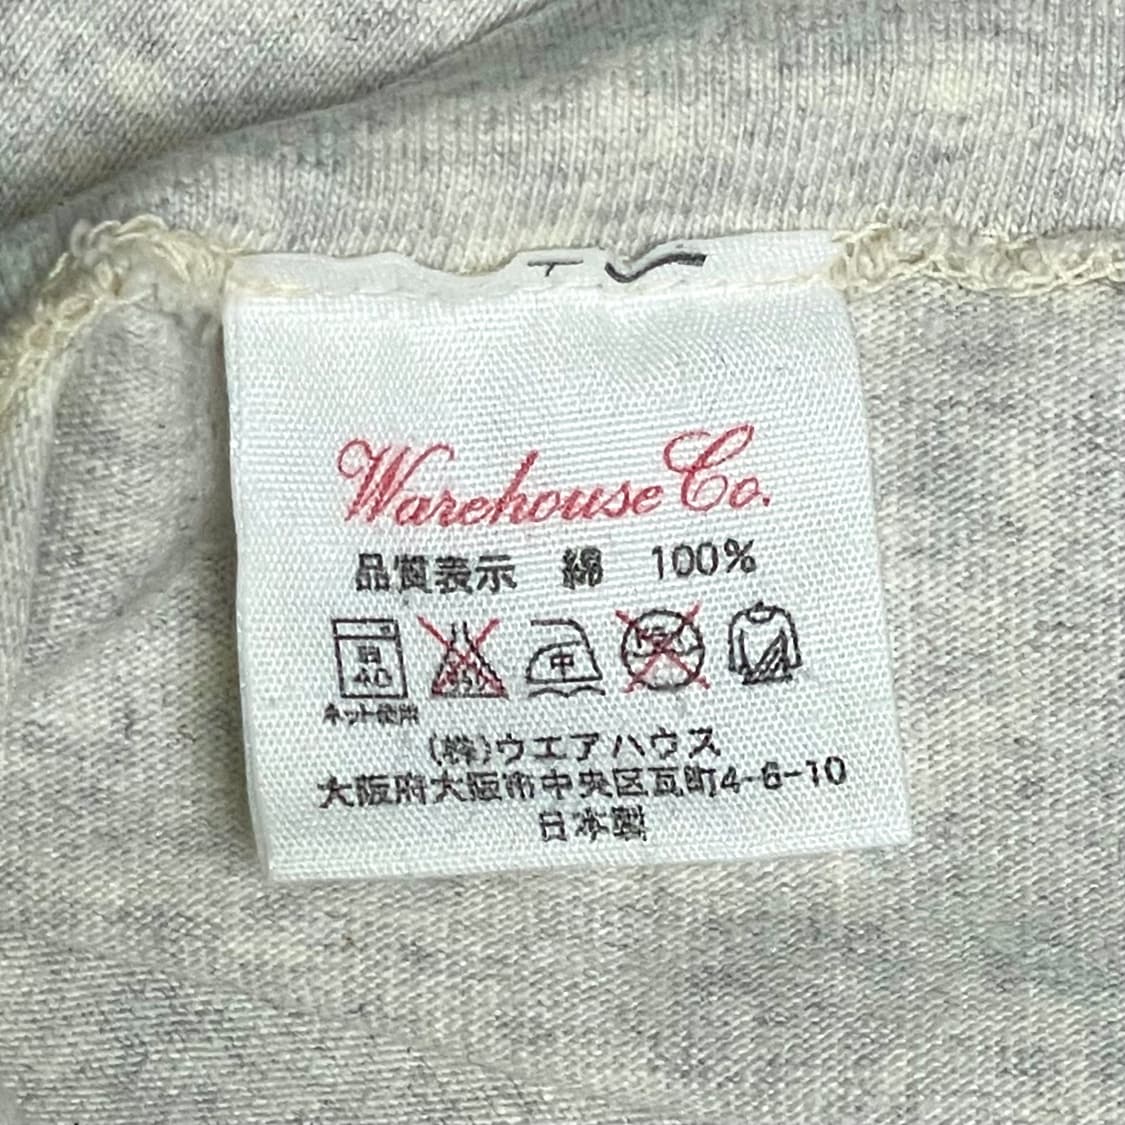 Warehouse Co.
品質表示 綿 100%
40 中
ネット使用
(株)ウエアハウス
大阪府大阪市中央区瓦町4-6-10
日本製